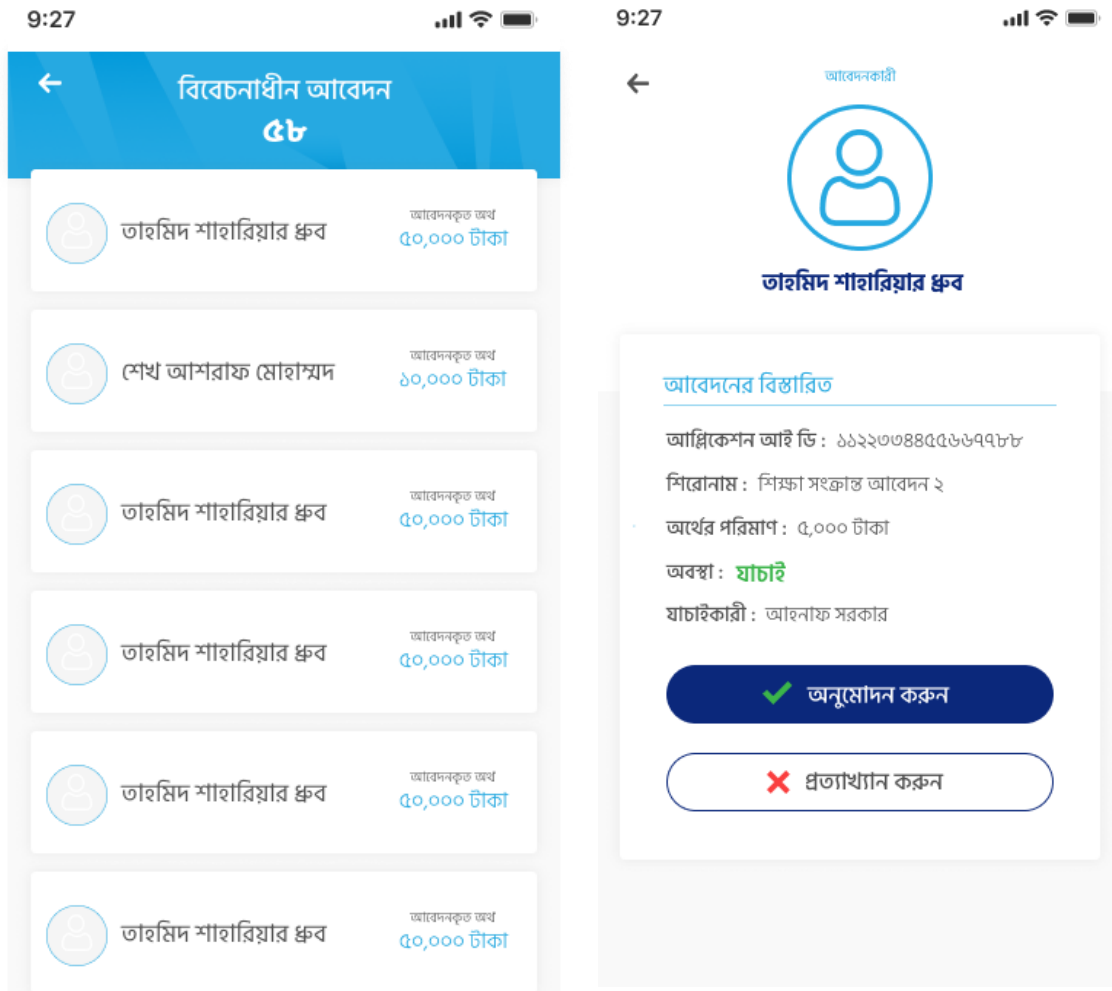 9:27
বিবেচনাধীন আবেদন
৫৮
তাহমিদ শাহারিয়ার ধ্রুব
আবেদনকৃত অর্থ
৫০,০০০ টাকা
শেখ আশরাফ মোহাম্মদ
আবেদনকৃত অর্থ
১০,০০০ টাকা
তাহমিদ শাহারিয়ার ধ্রুব
আবেদনকৃত অর্থ
৫০,০০০ টাকা
তাহমিদ শাহারিয়ার ধ্রুব
আবেদনকৃত অর্থ
৫০,০০০ টাকা
তাহমিদ শাহারিয়ার ধ্রুব
আবেদনকৃত অর্থ
৫০,০০০ টাকা
তাহমিদ শাহারিয়ার ধ্রুব
আবেদনকৃত অর্থ
৫০,০০০ টাকা
9:27
আবেদনকারী
তাহমিদ শাহারিয়ার ধ্রুব
আবেদনের বিস্তারিত
আপ্লিকেশন আই ডি : ১১২২৩৩৪৪৫৫৬৬৭৭৮৮
শিরোনাম : শিক্ষা সংক্রান্ত আবেদন ২
অর্থের পরিমাণ : ৫,০০০ টাকা
অবস্থা : যাচাই
যাচাইকারী : আহনাফ সরকার
অনুমোদন করুন
প্রত্যাখ্যান করুন